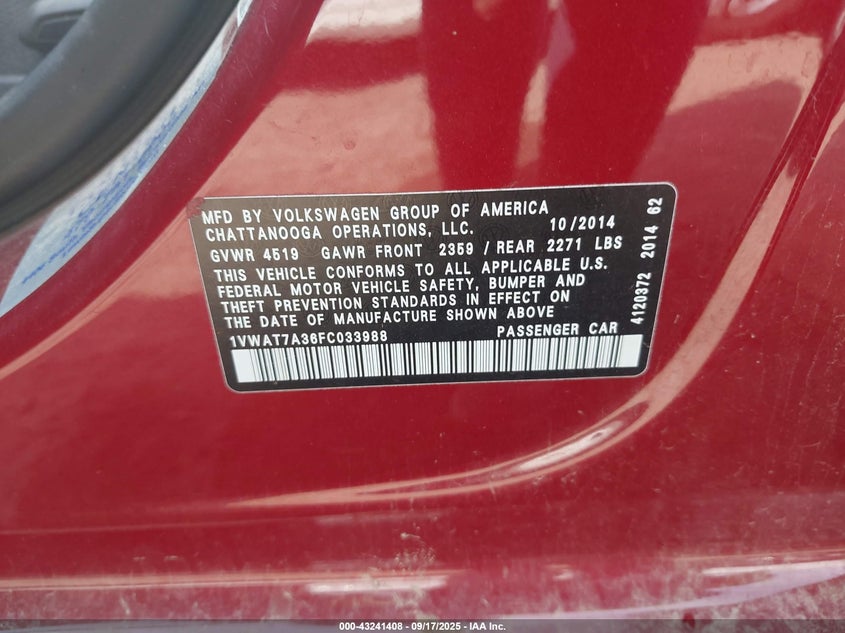 MFD BY VOLKSWAGEN GROUP OF AMERICA
CHATTANOOGA OPERATIONS, LLC. 10/2014
GVWR 4519 GAWR FRONT 2359 / REAR 2271 LBS
THIS VEHICLE CONFORMS TO ALL APPLICABLE U.S.
FEDERAL MOTOR VEHICLE SAFETY, BUMPER AND
THEFT PREVENTION STANDARDS IN EFFECT ON
THE DATE OF MANUFACTURE SHOWN ABOVE
1VWAT7A36FC033988 PASSENGER CAR
4120372 2014 62
000-43241408 - 09/17/2025 - IAA Inc.